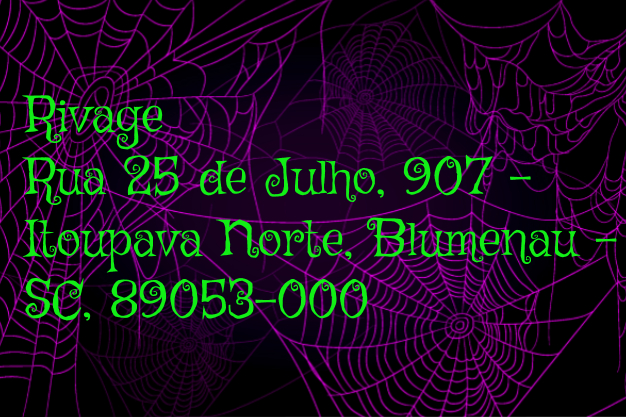 Rivage
Rua 25 de Julho, 907 -
Itoupava Norte, Blumenau -
SC, 89053-000